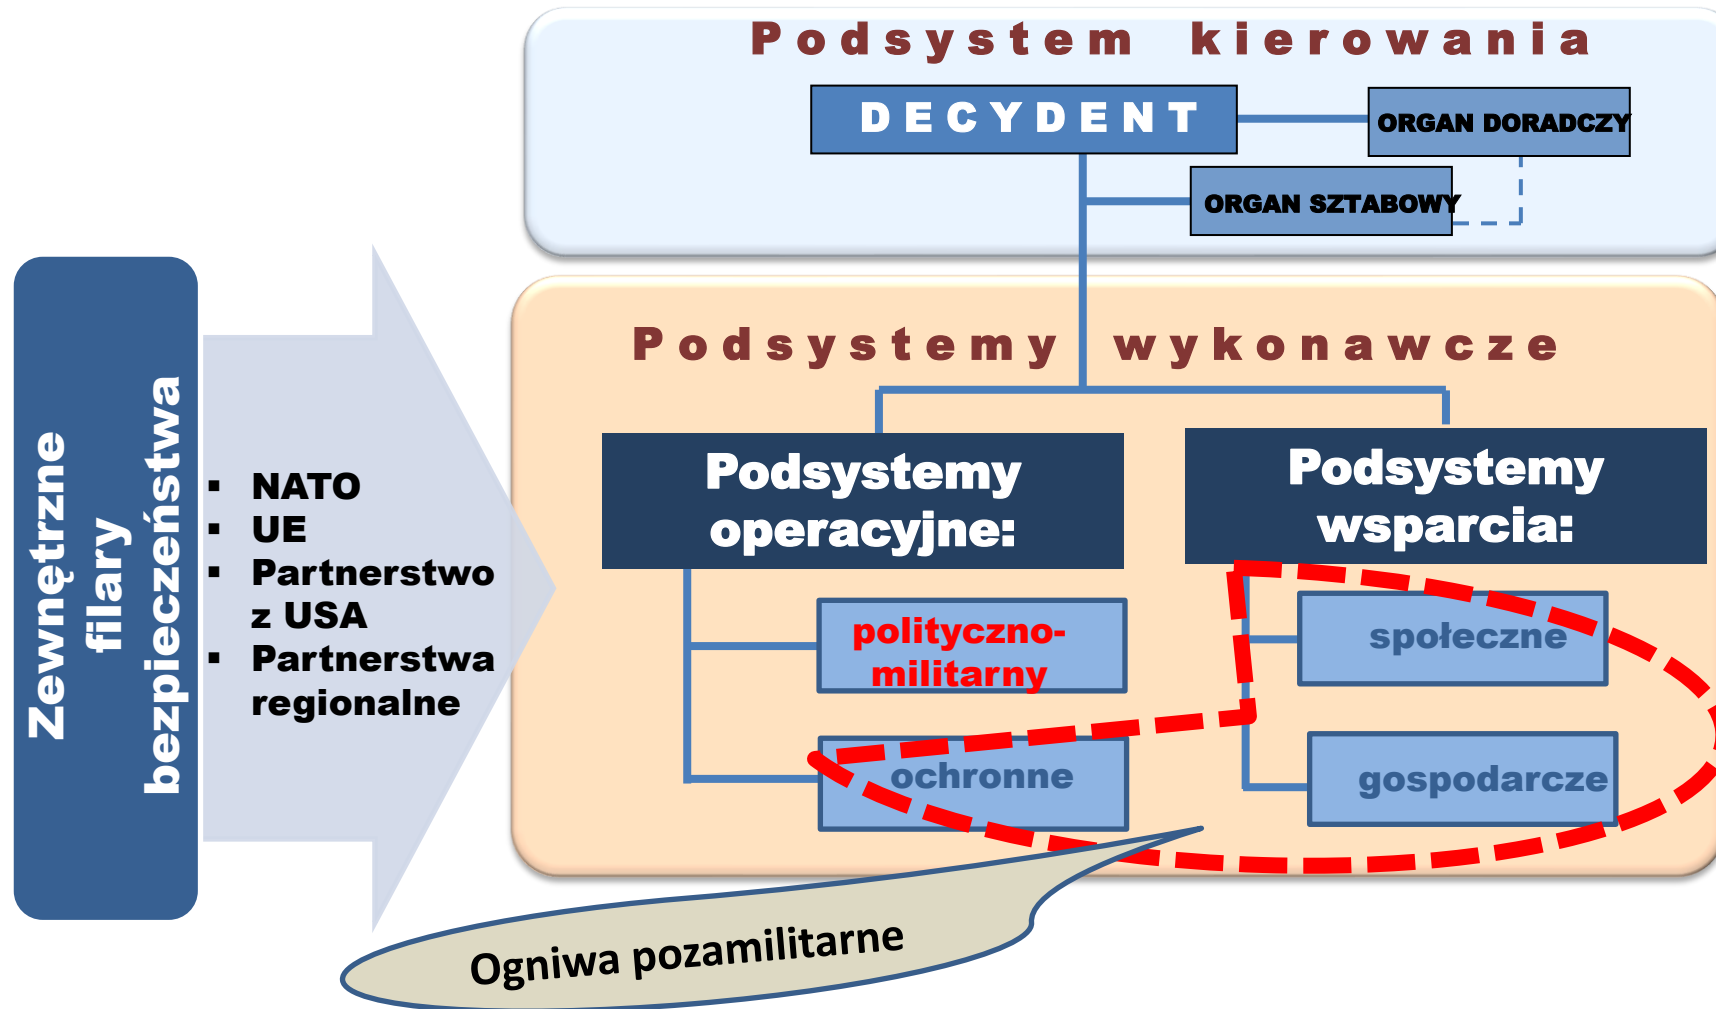 Podsystem kierowania
DECYDENT
ORGAN DORADCZY
ORGAN SZTABOWY
Zewnętrzne
filary
bezpieczeństwa
▪ NATO
▪ UE
▪ Partnerstwo
z USA
▪ Partnerstwa
regionalne
Podsystemy wykonawcze
Podsystemy
operacyjne:
polityczno-
militarny
ochronne
Podsystemy
wsparcia:
społeczne
gospodarcze
Ogniwa pozamilitarne